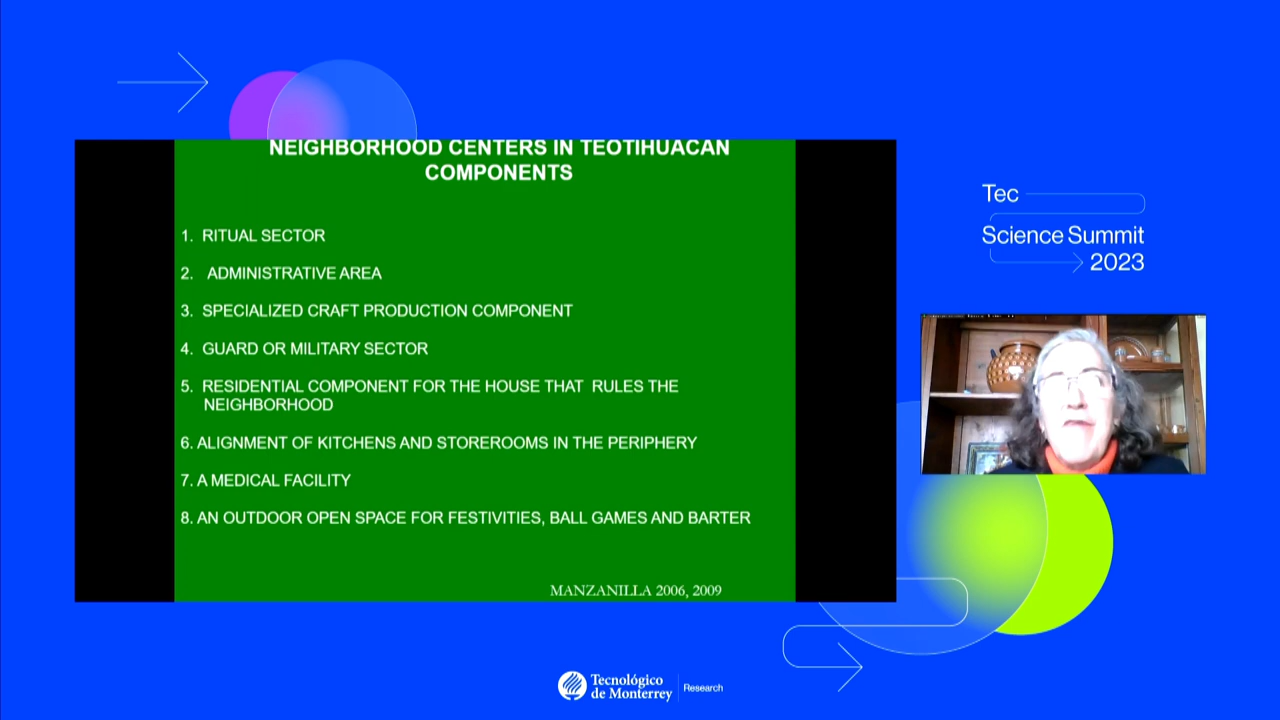 NEIGHBORHOOD CENTERS IN TEOTIHUACAN
COMPONENTS
1. RITUAL SECTOR
2. ADMINISTRATIVE AREA
3. SPECIALIZED CRAFT PRODUCTION COMPONENT
4. GUARD OR MILITARY SECTOR
5. RESIDENTIAL COMPONENT FOR THE HOUSE THAT RULES THE
NEIGHBORHOOD
6. ALIGNMENT OF KITCHENS AND STOREROOMS IN THE PERIPHERY
7. A MEDICAL FACILITY
8. AN OUTDOOR OPEN SPACE FOR FESTIVITIES, BALL GAMES AND BARTER
MANZANILLA 2006, 2009
Tec
Science Summit
2023
Tecnológico
de Monterrey
Research